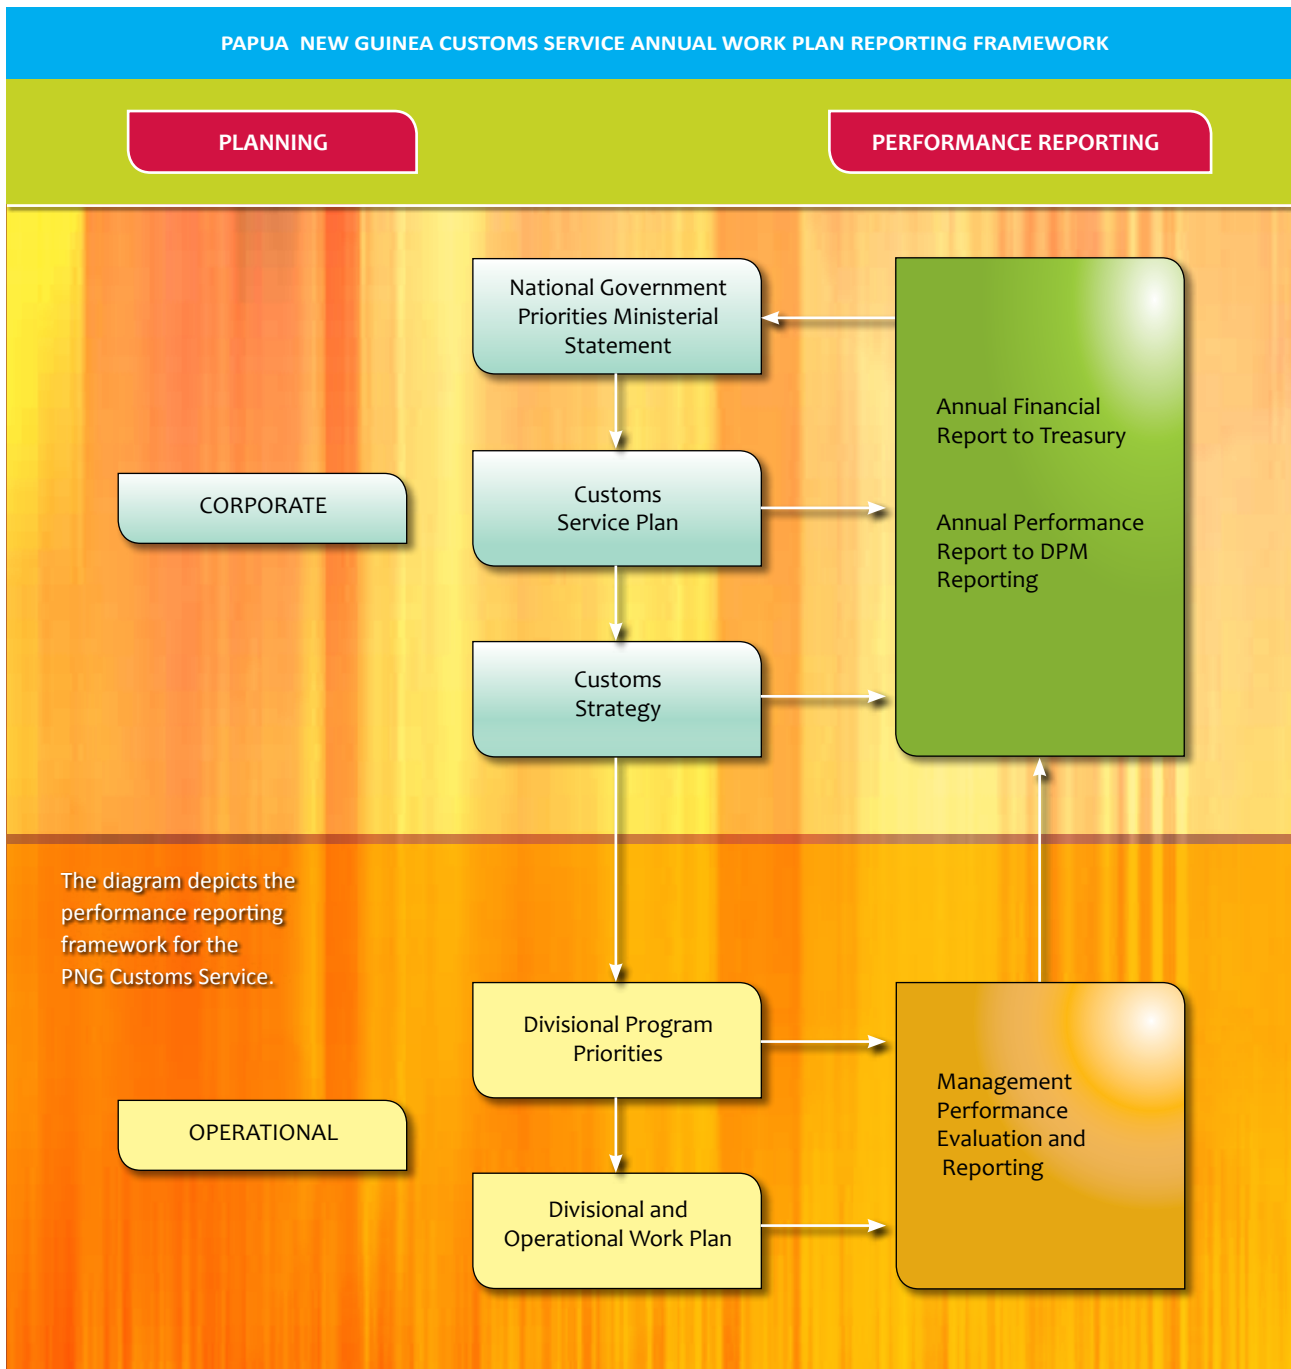 PAPUA NEW GUINEA CUSTOMS SERVICE ANNUAL WORK PLAN REPORTING FRAMEWORK
PLANNING
PERFORMANCE REPORTING
National Government
Priorities Ministerial
Statement
Annual Financial
Report to Treasury
Annual Performance
Report to DPM
Reporting
CORPORATE
Customs
Service Plan
Customs
Strategy
The diagram depicts the
performance reporting
framework for the
PNG Customs Service.
Divisional Program
Priorities
Management
Performance
Evaluation and
Reporting
OPERATIONAL
Divisional and
Operational Work Plan